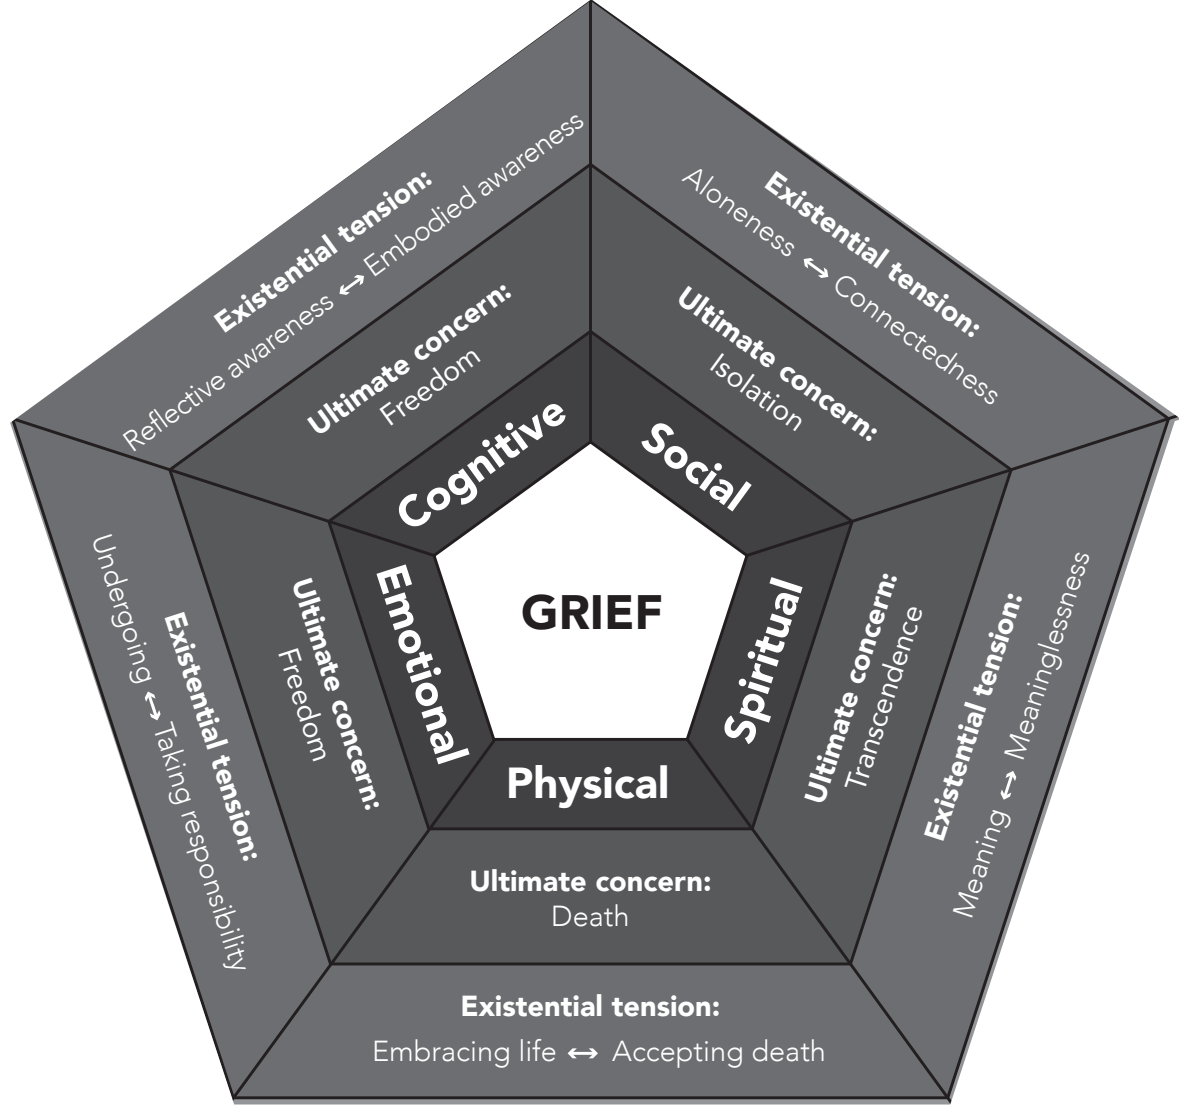 Existential tension:
Reflective awareness ↔ Embodied awareness
Ultimate concern:
Freedom
Cognitive
Existential tension:
Aloneness ↔ Connectedness
Ultimate concern:
Isolation
Social
Existential tension:
Undergoing ↔ Taking responsibility
Ultimate concern:
Freedom
Emotional
GRIEF
Spiritual
Ultimate concern:
Transcendence
Existential tension:
Meaning ↔ Meaninglessness
Physical
Ultimate concern:
Death
Existential tension:
Embracing life ↔ Accepting death